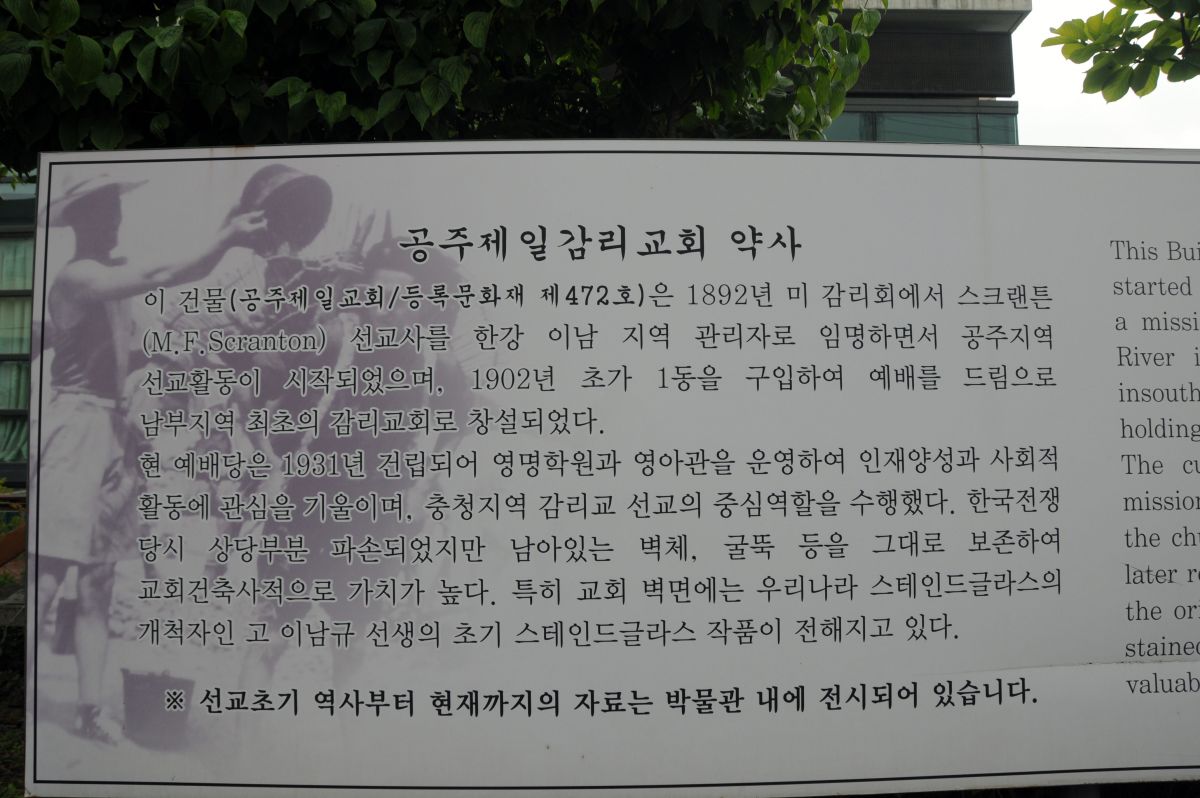 공주제일감리교회 약사
이 건물(공주제일교회/등록문화재 제472호)은 1892년 미 감리회에서 스크랜튼
(M.F.Scranton) 선교사를 한강 이남 지역 관리자로 임명하면서 공주지역
선교활동이 시작되었으며, 1902년 초가 1동을 구입하여 예배를 드림으로
남부지역 최초의 감리교회로 창설되었다.
현 예배당은 1931년 건립되어 영명학원과 영아관을 운영하여 인재양성과 사회적
활동에 관심을 기울이며, 충청지역 감리교 선교의 중심역할을 수행했다. 한국전쟁
당시 상당부분 파손되었지만 남아있는 벽체, 굴뚝 등을 그대로 보존하여
교회건축사적으로 가치가 높다. 특히 교회 벽면에는 우리나라 스테인드글라스의
개척자인 고 이남규 선생의 초기 스테인드글라스 작품이 전해지고 있다.
※ 선교초기 역사부터 현재까지의 자료는 박물관 내에 전시되어 있습니다.
This Bui
started
a missi
River i
insouth
holding
The cu
mission
the chu
later re
the ori
stained
valuab